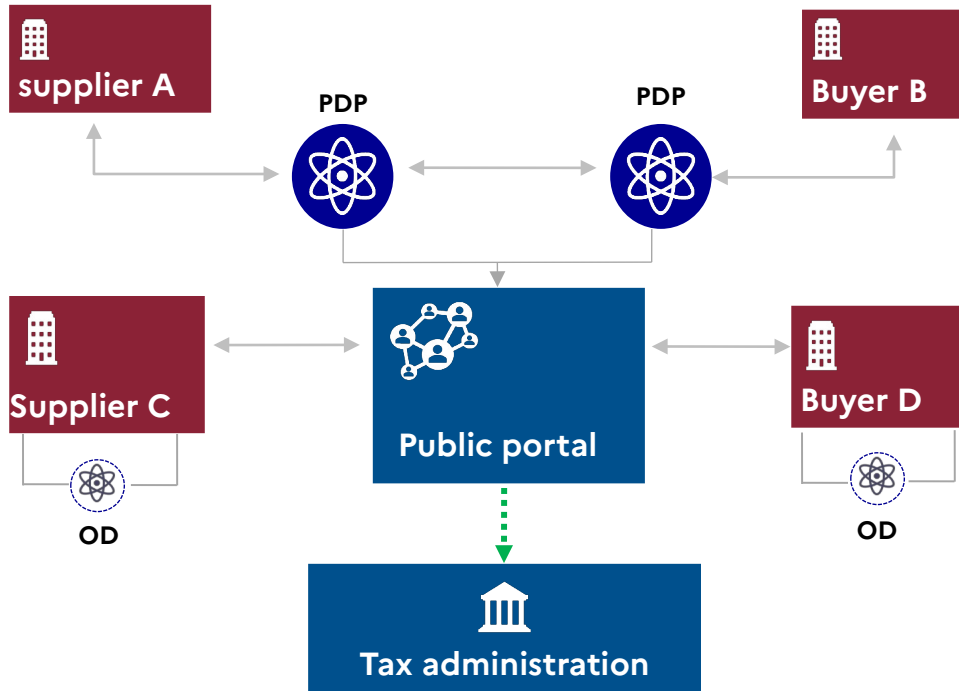 supplier A
Buyer B
PDP
PDP
Supplier C
Public portal
Buyer D
OD
OD
Tax administration